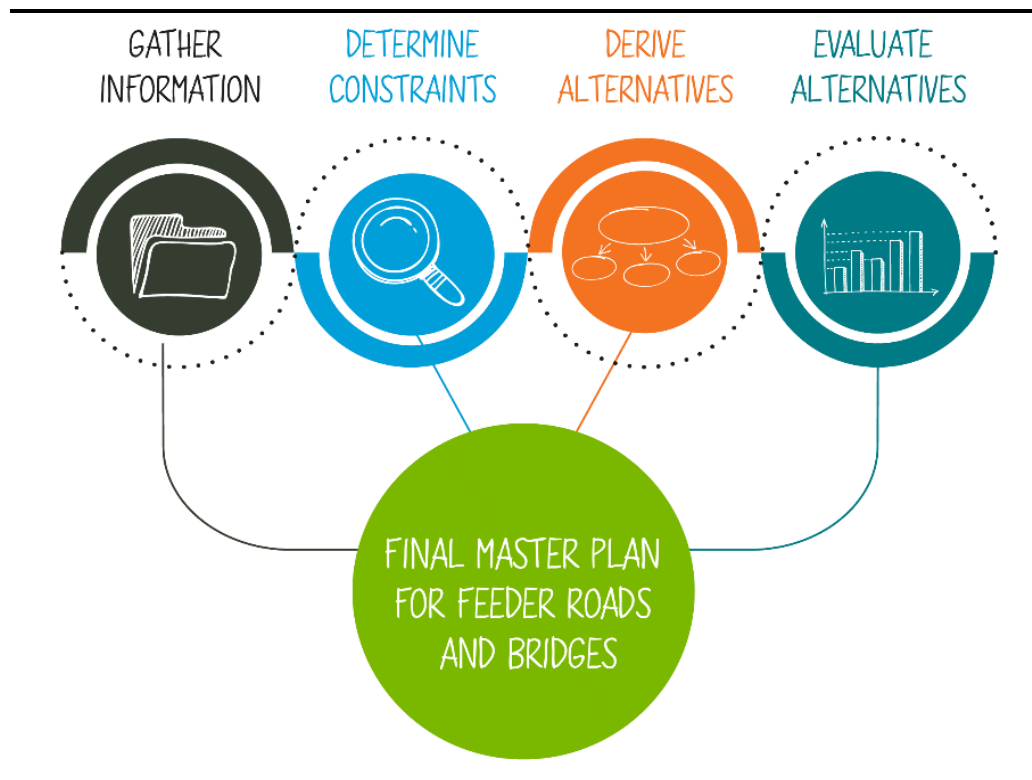 GATHER
INFORMATION
DETERMINE
CONSTRAINTS
DERIVE
ALTERNATIVES
EVALUATE
ALTERNATIVES
FINAL MASTER PLAN
FOR FEEDER ROADS
AND BRIDGES